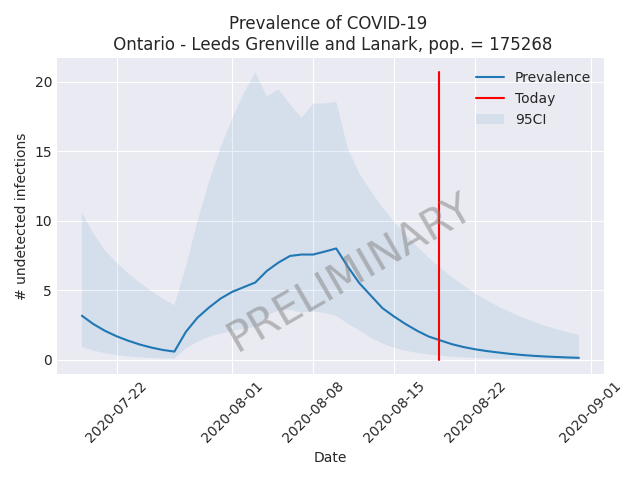 Prevalence of COVID-19
Ontario - Leeds Grenville and Lanark, pop. = 175268
20
15
10
5
0
# undetected infections
Prevalence
Today
95CI
PRELIMINARY
2020-07-22
2020-08-01
2020-08-08
2020-08-15
2020-08-22
2020-09-01
Date